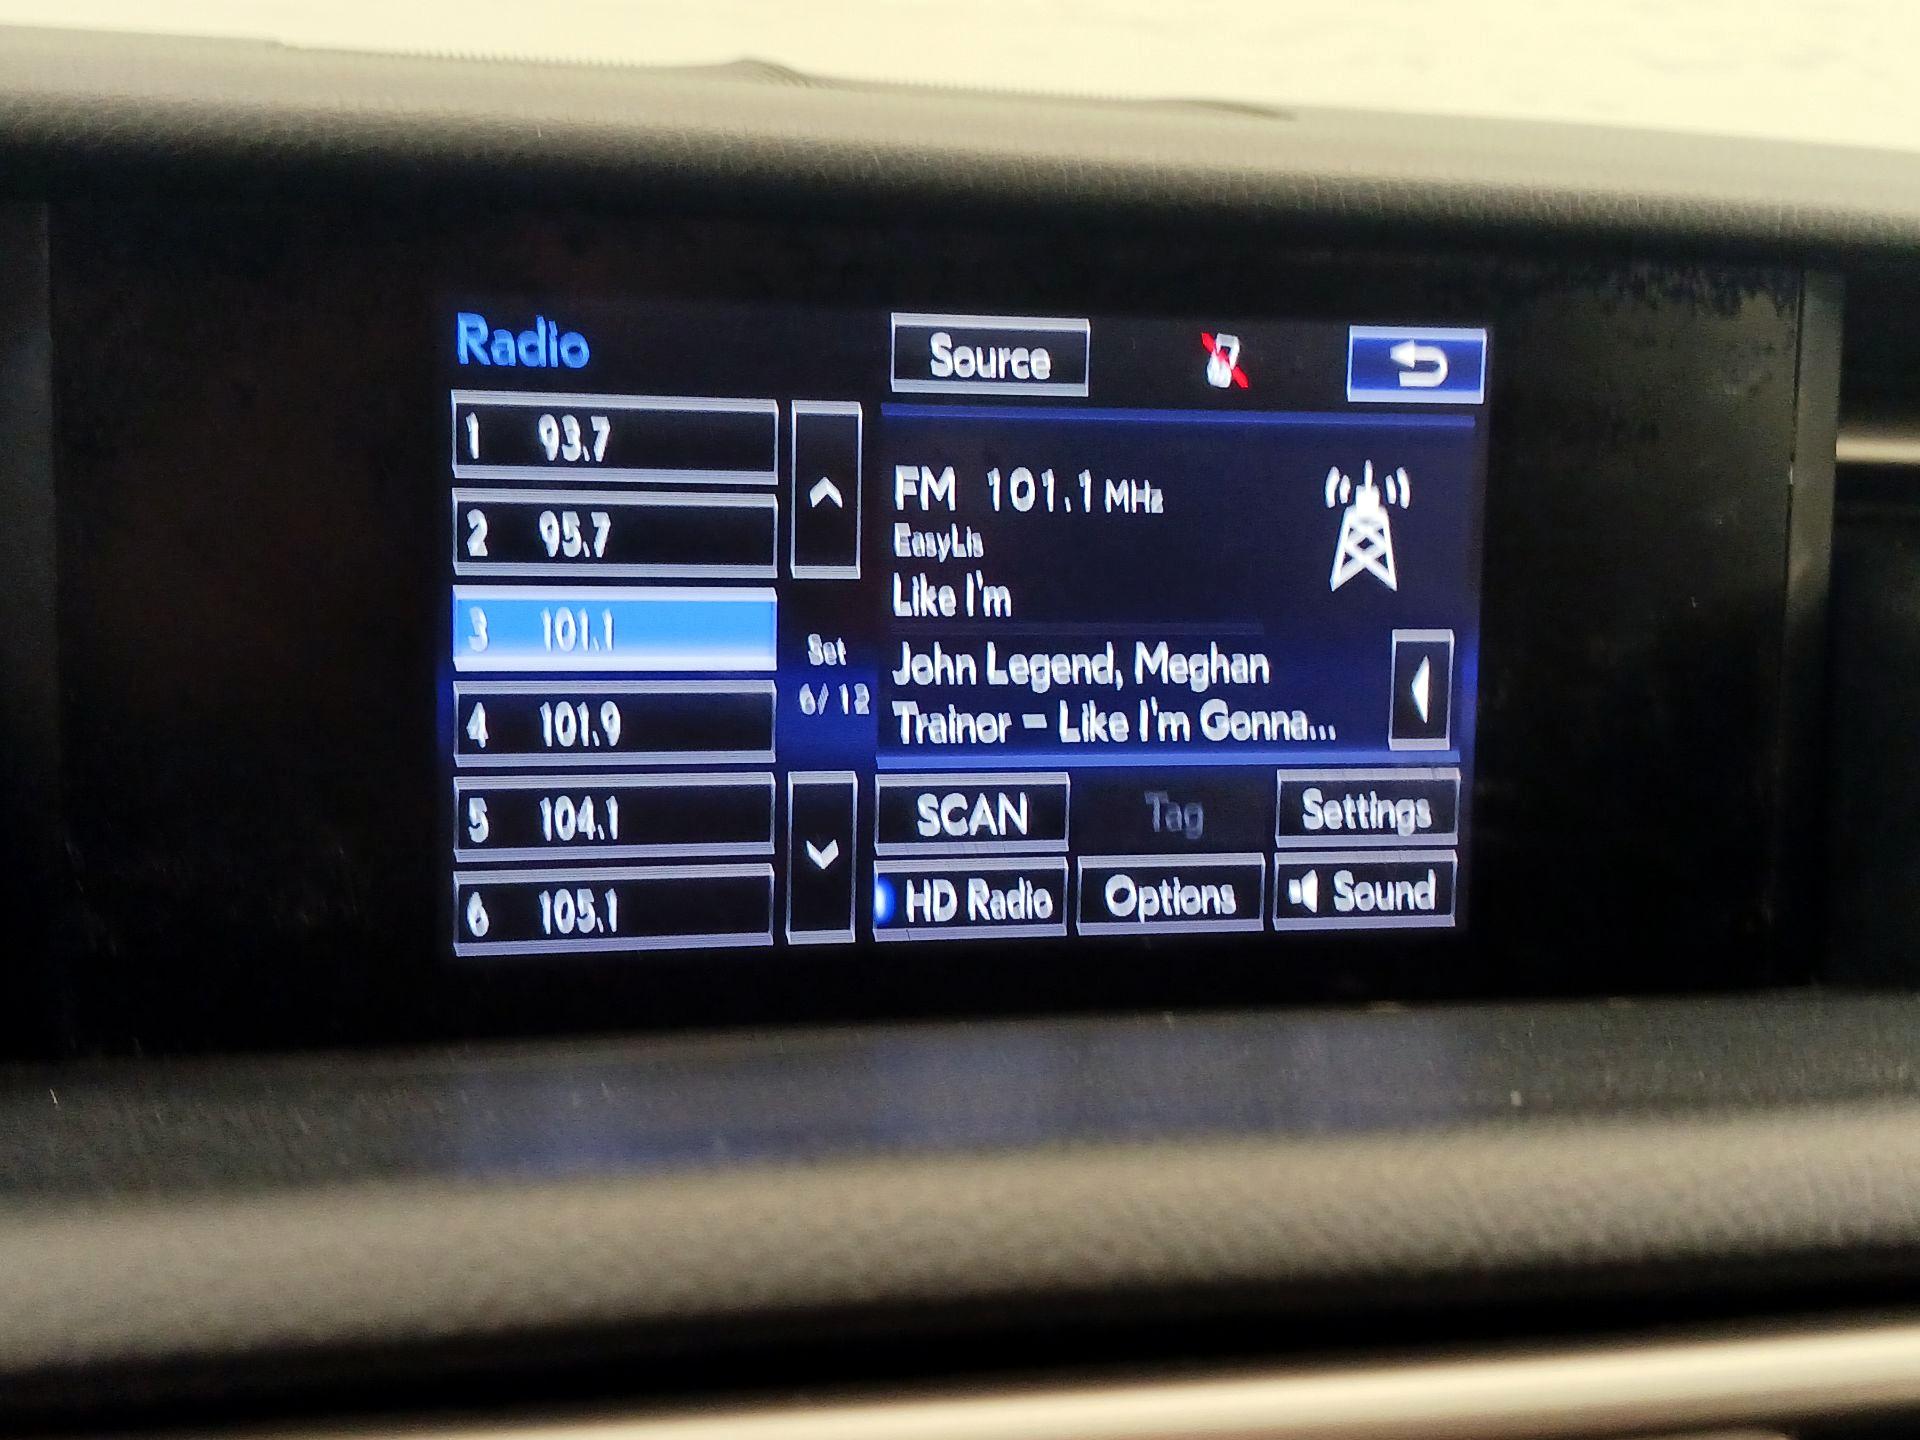 Radio
Source
1 93.7
2 95.7
3 101.1
4 101.9
5 104.1
6 105.1
Set
6/ 12
FM 101.1 MHz
EasyLis
Like I'm
John Legend, Meghan
Trainor - Like I'm Gonna...
SCAN
Tag
Settings
HD Radio
Options
Sound